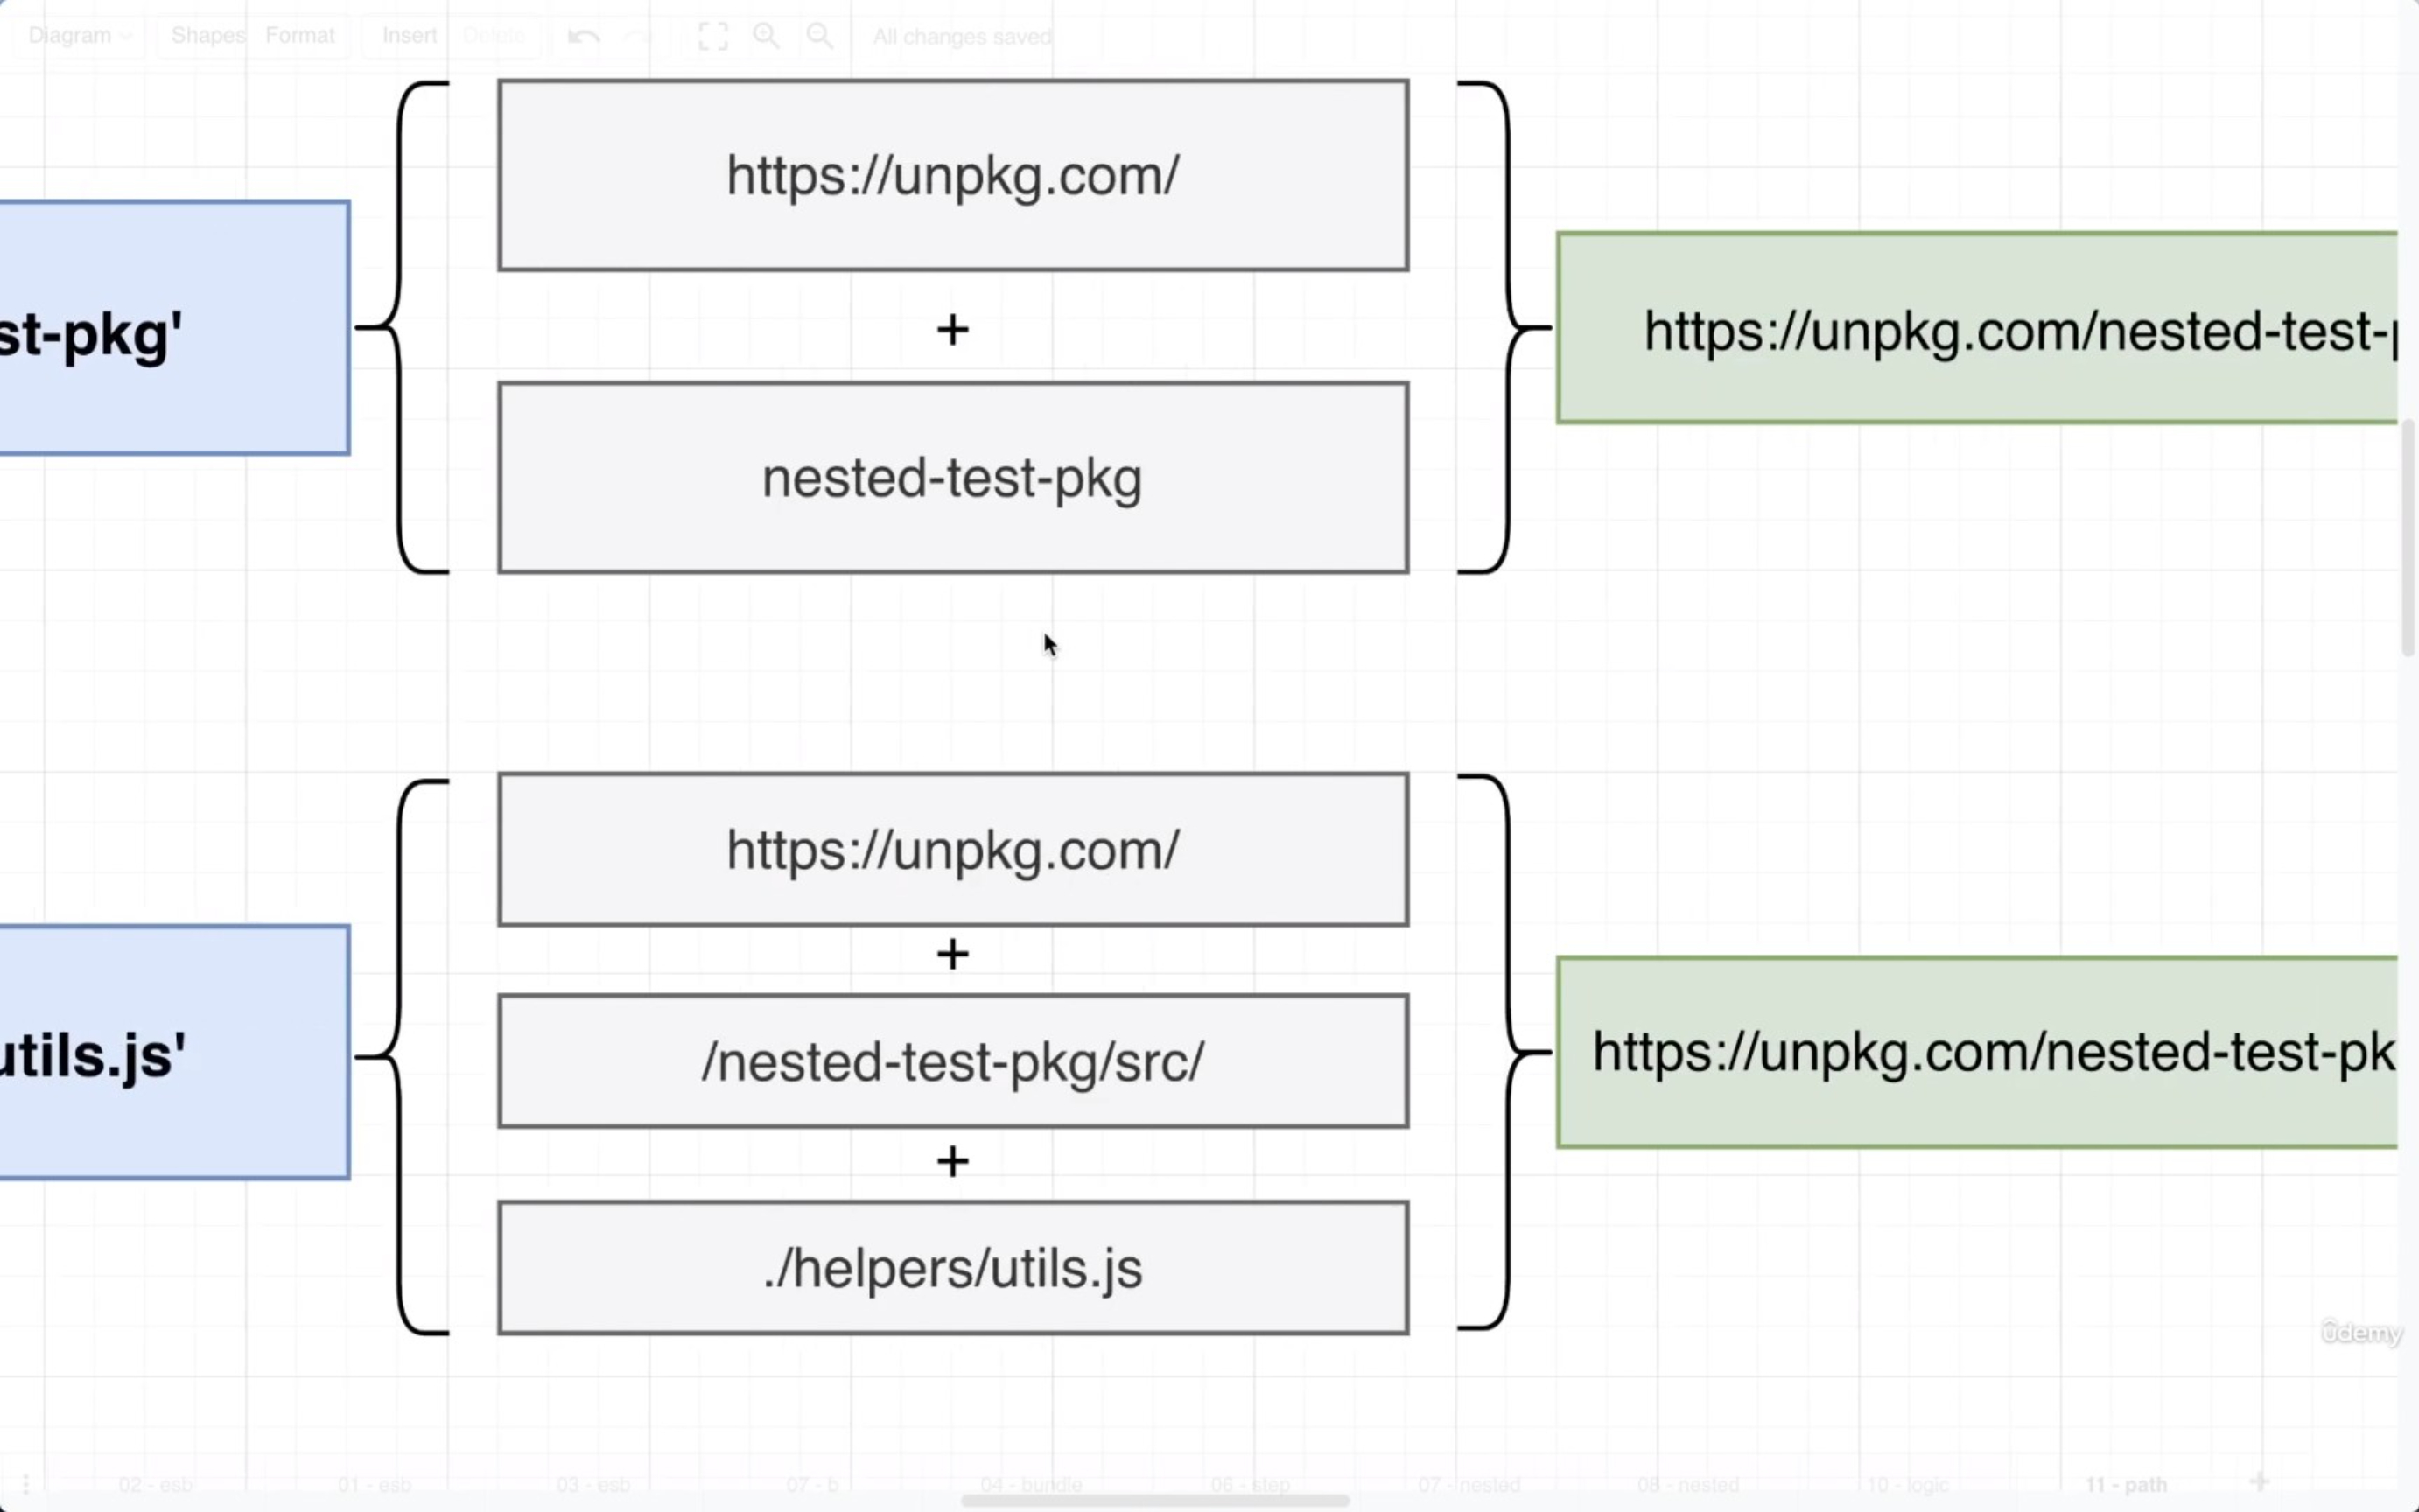 Diagram Shapes Format Insert Delete All changes saved
https://unpkg.com/
st-pkg'
+
https://unpkg.com/nested-test-p
nested-test-pkg
https://unpkg.com/
+
utils.js'
/nested-test-pkg/src/
https://unpkg.com/nested-test-pk
+
./helpers/utils.js
ûdemy
02 - esb 01 - esb 03 - esb 07 - b 04 - bundle 06 - step 07 - nested 08 - nested 10 - logic 11 - path +